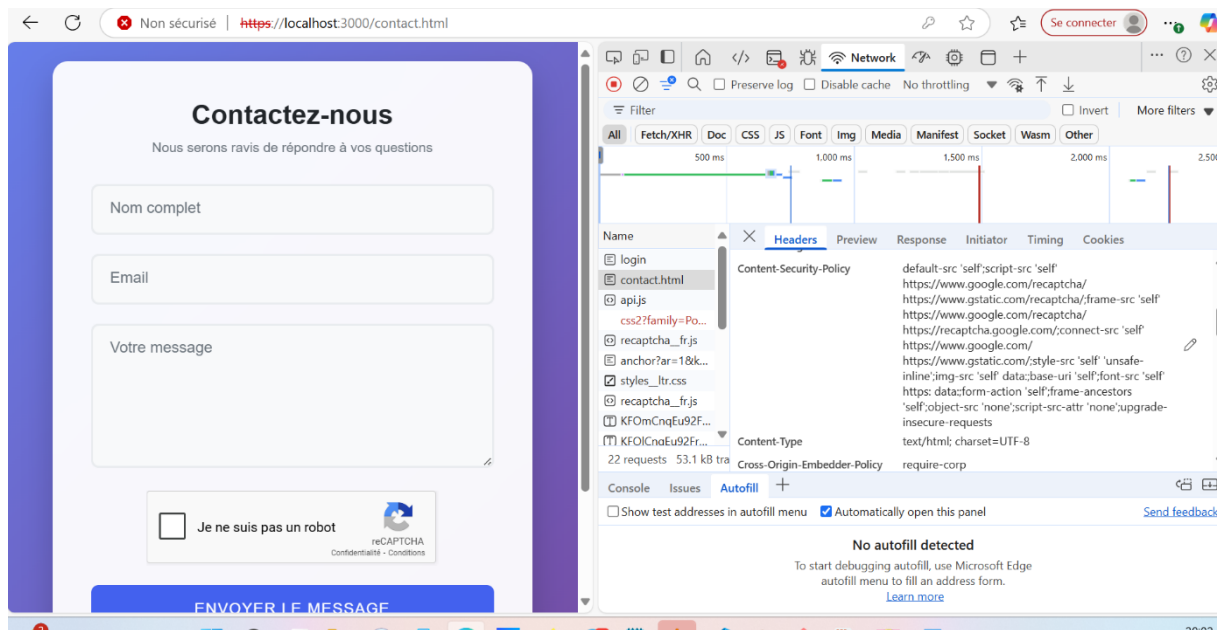 Non sécurisé | https://localhost:3000/contact.html
Se connecter
Contactez-nous
Nous serons ravis de répondre à vos questions
Nom complet
Email
Votre message
Je ne suis pas un robot
reCAPTCHA
Confidentialité - Conditions
ENVOYER LE MESSAGE
Network
Preserve log Disable cache No throttling
Filter Invert More filters
All Fetch/XHR Doc CSS JS Font Img Media Manifest Socket Wasm Other
500 ms 1.000 ms 1.500 ms 2.000 ms 2.500
Name
login
contact.html
api.js
css2?family=Po...
recaptcha__fr.js
anchor?ar=1&k...
styles_ltr.css
recaptcha__fr.js
KFOmCnqEu92F...
KFOlCnqEu92Fr...
22 requests 53.1 kB tra
Headers Preview Response Initiator Timing Cookies
Content-Security-Policy default-src 'self';script-src 'self'
https://www.google.com/recaptcha/
https://www.gstatic.com/recaptcha/;frame-src 'self'
https://www.google.com/recaptcha/
https://recaptcha.google.com/;connect-src 'self'
https://www.google.com/
https://www.gstatic.com/;style-src 'self' 'unsafe-
inline';img-src 'self' data:;base-uri 'self';font-src 'self'
https: data:;form-action 'self';frame-ancestors
'self';object-src 'none';script-src-attr 'none';upgrade-
insecure-requests
Content-Type text/html; charset=UTF-8
Cross-Origin-Embedder-Policy require-corp
Console Issues Autofill
Show test addresses in autofill menu Automatically open this panel Send feedback
No autofill detected
To start debugging autofill, use Microsoft Edge
autofill menu to fill an address form.
Learn more